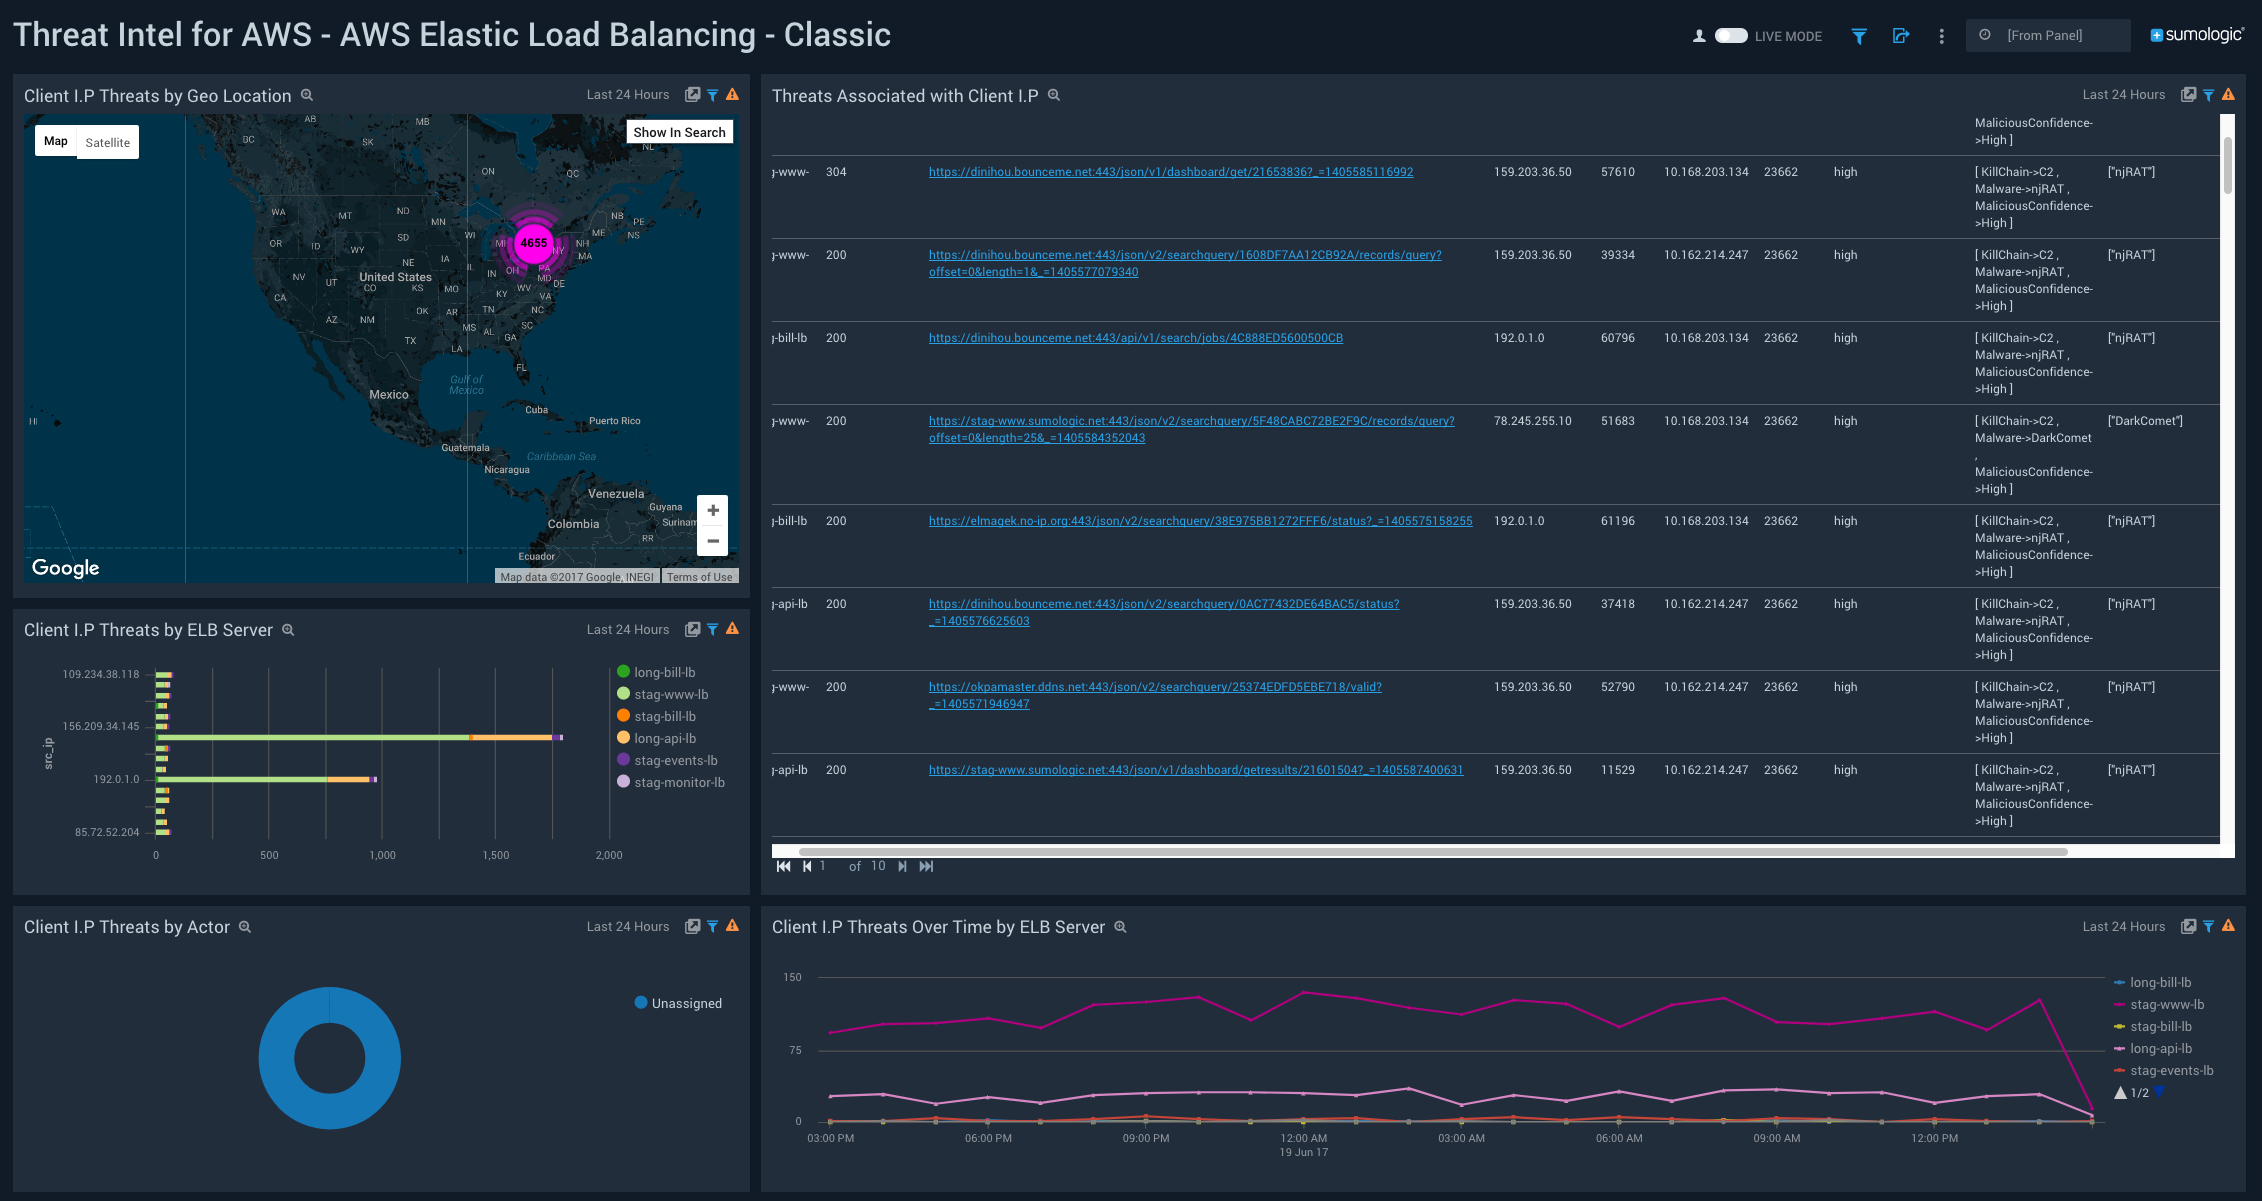 Threat Intel for AWS - AWS Elastic Load Balancing - Classic
LIVE MODE
[From Panel]
sumologic
Client I.P Threats by Geo Location
Last 24 Hours
Map
Satellite
Show In Search
AB
MB
BC
SK
NL
ON
QC
WA
MT
ND
MN
NB
PE
OR
ID
SD
WI
MI
4655
NY
NH
ME
NS
WY
MA
NE
IA
IL
IN
OH
PA
NV
United States
MD
DE
UT
CO
KS
MO
KY
WV
VA
CA
AZ
NM
OK
AR
TN
NC
MS
AL
SC
GA
TX
LA
FL
Gulf of
Mexico
Mexico
Cuba
Puerto Rico
HI
Guatemala
Caribbean Sea
Nicaragua
Venezuela
Guyana
Colombia
Surinam
RR
Ecuador
Google
Map data ©2017 Google, INEGI
Terms of Use
Threats Associated with Client I.P
Last 24 Hours
MaliciousConfidence-
>High ]
g-www- 304 https://dinihou.bounceme.net:443/json/v1/dashboard/get/21653836?_=1405585116992 159.203.36.50 57610 10.168.203.134 23662 high [ KillChain->C2 , ["njRAT"]
Malware->njRAT ,
MaliciousConfidence-
>High ]
g-www- 200 https://dinihou.bounceme.net:443/json/v2/searchquery/1608DF7AA12CB92A/records/query? 159.203.36.50 39334 10.162.214.247 23662 high [ KillChain->C2 , ["njRAT"]
offset=0&length=1&_=1405577079340 Malware->njRAT ,
MaliciousConfidence-
>High ]
g-bill-lb 200 https://dinihou.bounceme.net:443/api/v1/search/jobs/4C888ED5600500CB 192.0.1.0 60796 10.168.203.134 23662 high [ KillChain->C2 , ["njRAT"]
Malware->njRAT ,
MaliciousConfidence-
>High ]
g-www- 200 https://stag-www.sumologic.net:443/json/v2/searchquery/5F48CABC72BE2F9C/records/query? 78.245.255.10 51683 10.168.203.134 23662 high [ KillChain->C2 , ["DarkComet"]
offset=0&length=25&_=1405584352043 Malware->DarkComet
,
MaliciousConfidence-
>High ]
g-bill-lb 200 https://elmagek.no-ip.org:443/json/v2/searchquery/38E975BB1272FFF6/status?_=1405575158255 192.0.1.0 61196 10.168.203.134 23662 high [ KillChain->C2 , ["njRAT"]
Malware->njRAT ,
MaliciousConfidence-
>High ]
g-api-lb 200 https://dinihou.bounceme.net:443/json/v2/searchquery/0AC77432DE64BAC5/status? 159.203.36.50 37418 10.162.214.247 23662 high [ KillChain->C2 , ["njRAT"]
_=1405576625603 Malware->njRAT ,
MaliciousConfidence-
>High ]
g-www- 200 https://okpamaster.ddns.net:443/json/v2/searchquery/25374EDFD5EBE718/valid? 159.203.36.50 52790 10.162.214.247 23662 high [ KillChain->C2 , ["njRAT"]
_=1405571946947 Malware->njRAT ,
MaliciousConfidence-
>High ]
g-api-lb 200 https://stag-www.sumologic.net:443/json/v1/dashboard/getresults/21601504?_=1405587400631 159.203.36.50 11529 10.162.214.247 23662 high [ KillChain->C2 , ["njRAT"]
Malware->njRAT ,
MaliciousConfidence-
>High ]
1 of 10
Client I.P Threats by ELB Server
Last 24 Hours
src_ip
109.234.38.118
156.209.34.145
192.0.1.0
85.72.52.204
0 500 1,000 1,500 2,000
long-bill-lb
stag-www-lb
stag-bill-lb
long-api-lb
stag-events-lb
stag-monitor-lb
Client I.P Threats by Actor
Last 24 Hours
Unassigned
Client I.P Threats Over Time by ELB Server
Last 24 Hours
150
75
0
03:00 PM 06:00 PM 09:00 PM 12:00 AM 03:00 AM 06:00 AM 09:00 AM 12:00 PM
19 Jun 17
long-bill-lb
stag-www-lb
stag-bill-lb
long-api-lb
stag-events-lb
1/2